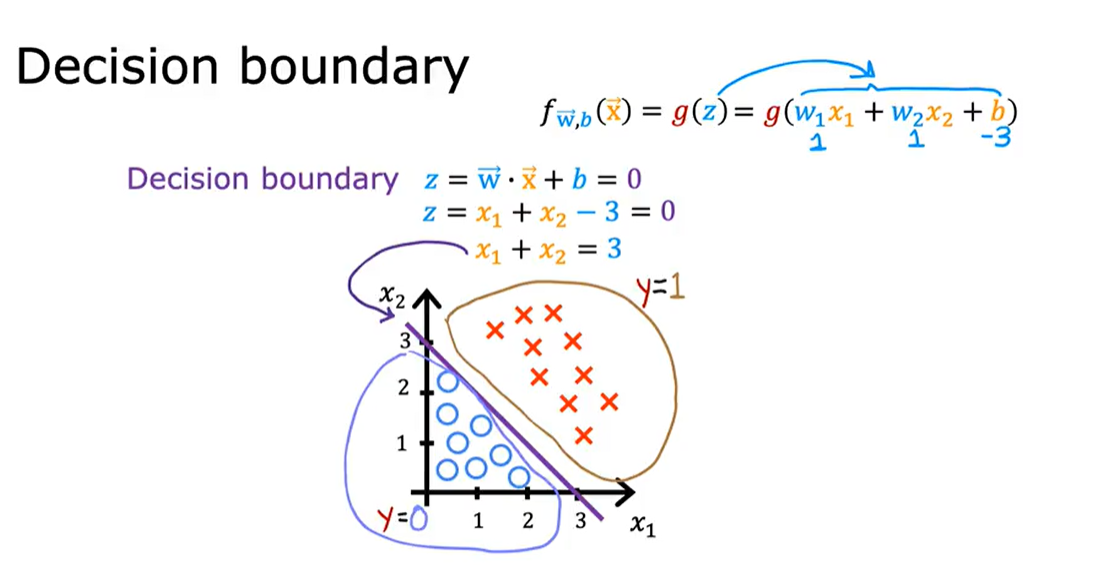 Decision boundary
f w⃗,b (x⃗) = g(z) = g(w₁x₁ + w₂x₂ + b)
1 1 -3
Decision boundary z = w⃗ · x⃗ + b = 0
z = x₁ + x₂ − 3 = 0
x₁ + x₂ = 3
x₂
y=1
3
2
1
y=0
1 2 3 x₁